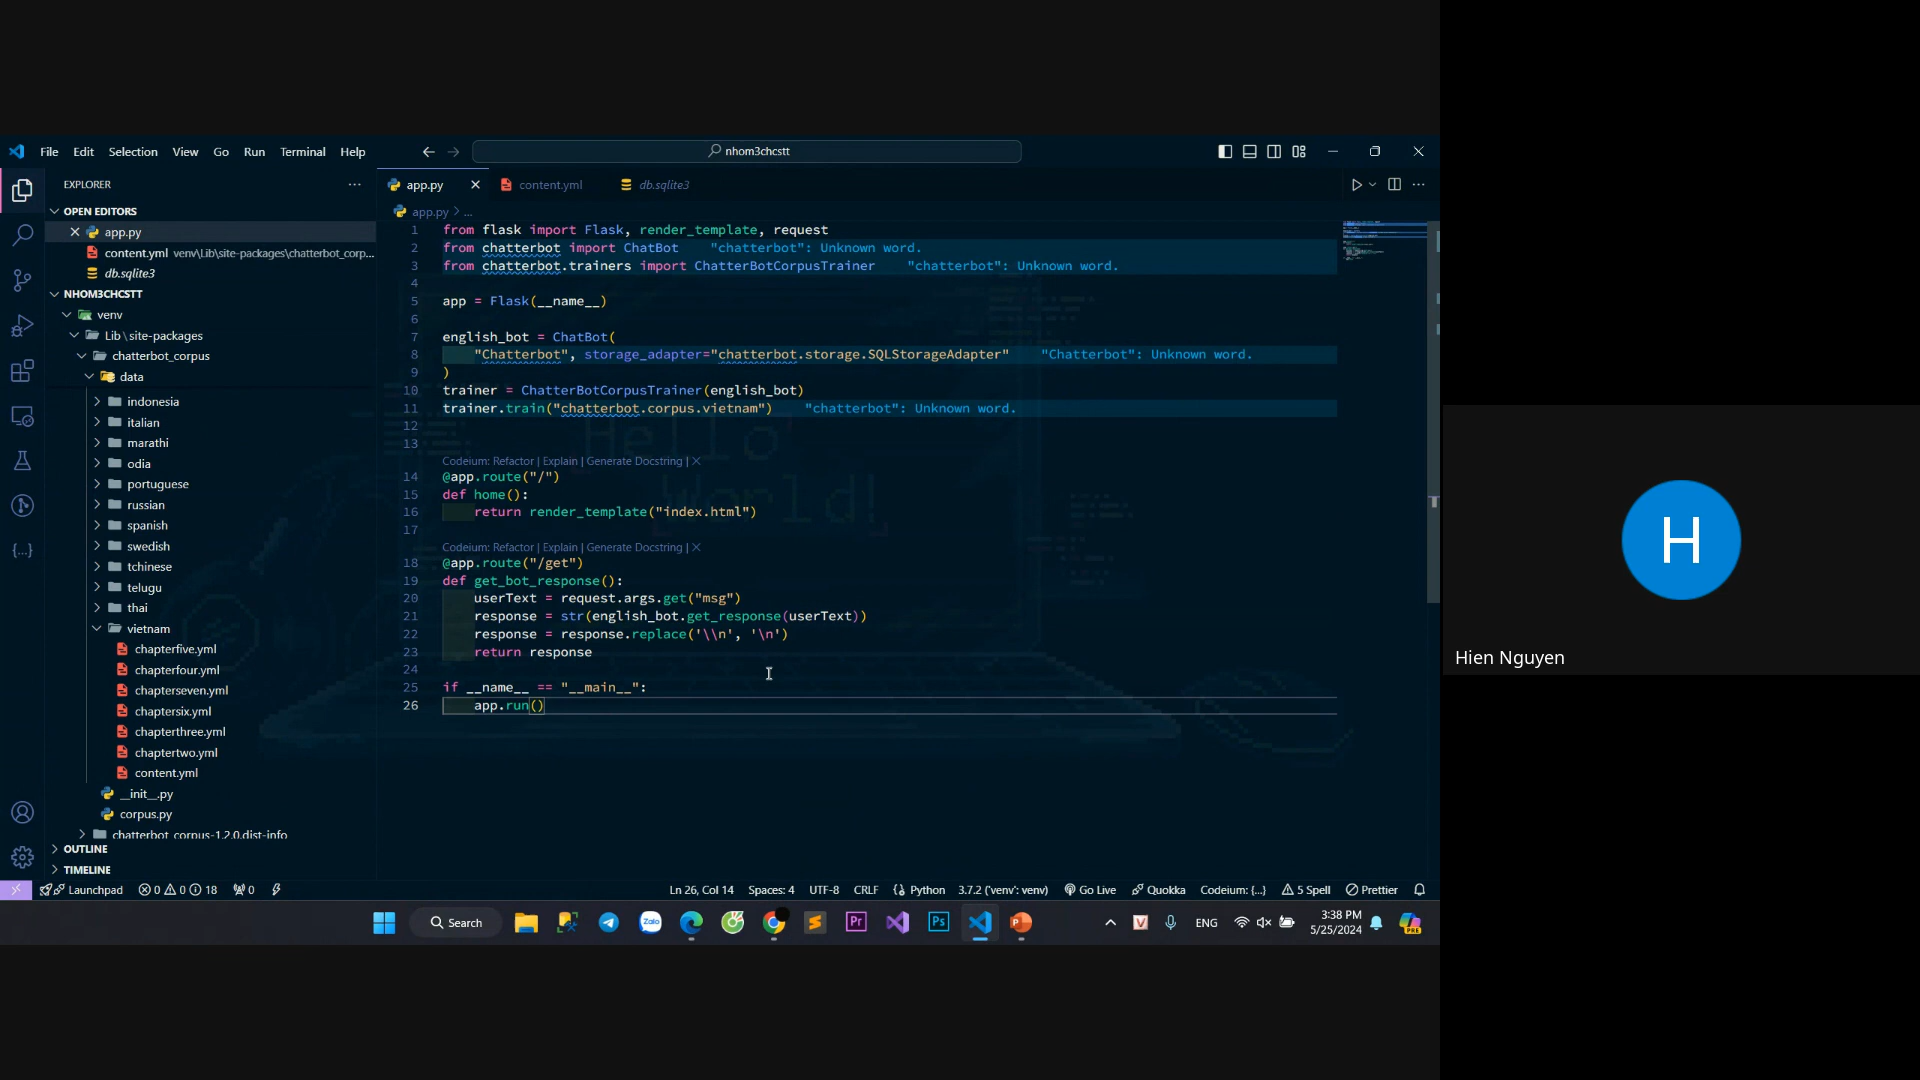 File Edit Selection View Go Run Terminal Help
nhom3chcstt
EXPLORER
OPEN EDITORS
app.py
content.yml venv\Lib\site-packages\chatterbot_corp...
db.sqlite3
NHOM3CHCSTT
venv
Lib\site-packages
chatterbot_corpus
data
indonesia
italian
marathi
odia
portuguese
russian
spanish
swedish
tchinese
telugu
thai
vietnam
chapterfive.yml
chapterfour.yml
chapterseven.yml
chaptersix.yml
chapterthree.yml
chaptertwo.yml
content.yml
__init__.py
corpus.py
chatterbot_corpus-1.2.0.dist-info
OUTLINE
TIMELINE
app.py content.yml db.sqlite3
app.py > ...
1 from flask import Flask, render_template, request
2 from chatterbot import ChatBot "chatterbot": Unknown word.
3 from chatterbot.trainers import ChatterBotCorpusTrainer "chatterbot": Unknown word.
4
5 app = Flask(__name__)
6
7 english_bot = ChatBot(
8 "Chatterbot", storage_adapter="chatterbot.storage.SQLStorageAdapter" "Chatterbot": Unknown word.
9 )
10 trainer = ChatterBotCorpusTrainer(english_bot)
11 trainer.train("chatterbot.corpus.vietnam") "chatterbot": Unknown word.
12
13
Codeium: Refactor | Explain | Generate Docstring | X
14 @app.route("/")
15 def home():
16 return render_template("index.html")
17
Codeium: Refactor | Explain | Generate Docstring | X
18 @app.route("/get")
19 def get_bot_response():
20 userText = request.args.get("msg")
21 response = str(english_bot.get_response(userText))
22 response = response.replace('\\n', '\n')
23 return response
24
25 if __name__ == "__main__":
26 app.run()
Hello
World!
Launchpad 0 0 18 0
Ln 26, Col 14 Spaces: 4 UTF-8 CRLF Python 3.7.2 ('venv': venv) Go Live Quokka Codeium: {...} 5 Spell Prettier
Search
Zalo
Pr
Ps
P
V
ENG
3:38 PM
5/25/2024
PRE
H
Hien Nguyen